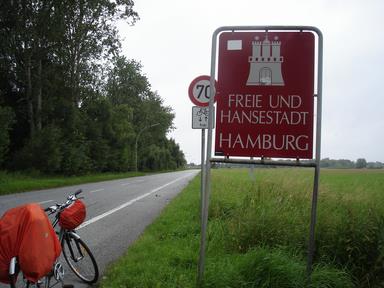 70
FREIE UND
HANSESTADT
HAMBURG